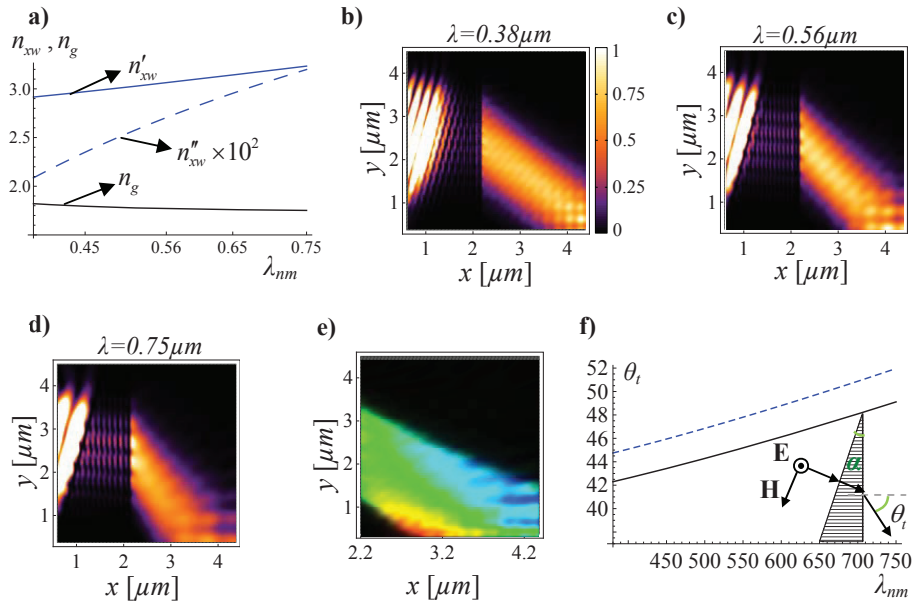 a)
n_xw , n_g
n'_xw
3.0
2.5
n''_xw ×10^2
n_g
1.8
0.45 0.56 0.65 0.75
λ_nm
b)
λ=0.38μm
y [μm]
4
3
2
1
1 2 3 4
x [μm]
1
0.75
0.5
0.25
0
c)
λ=0.56μm
y [μm]
4
3
2
1
1 2 3 4
x [μm]
d)
λ=0.75μm
y [μm]
4
3
2
1
1 2 3 4
x [μm]
e)
y [μm]
4
3
2
1
2.2 3.2 4.2
x [μm]
f)
52
θ_t
50
48
46
44
42
40
E
H
α
θ_t
450 500 550 600 650 700 750
λ_nm